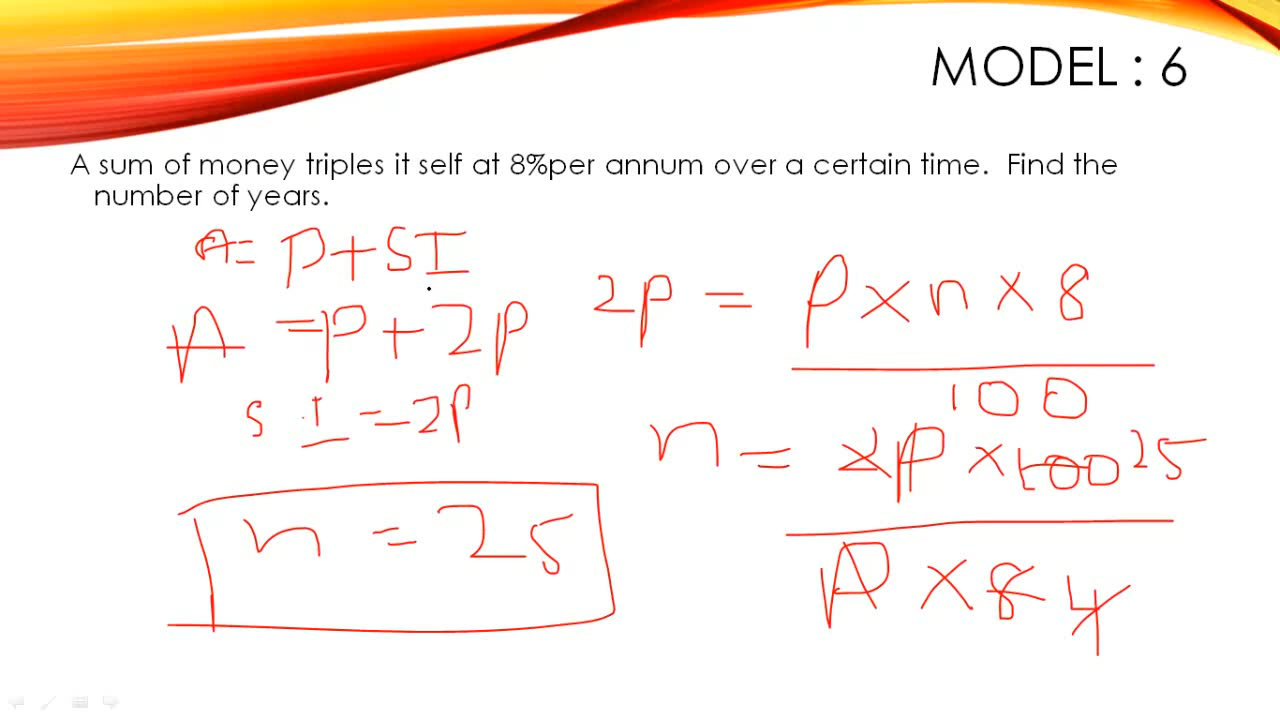 MODEL : 6
A sum of money triples it self at 8%per annum over a certain time. Find the
number of years.
A= P+SI
A =P+2P
SI =2P
n = 25
2P = P×n×8
100
n = 2P×100 25
P×8 4